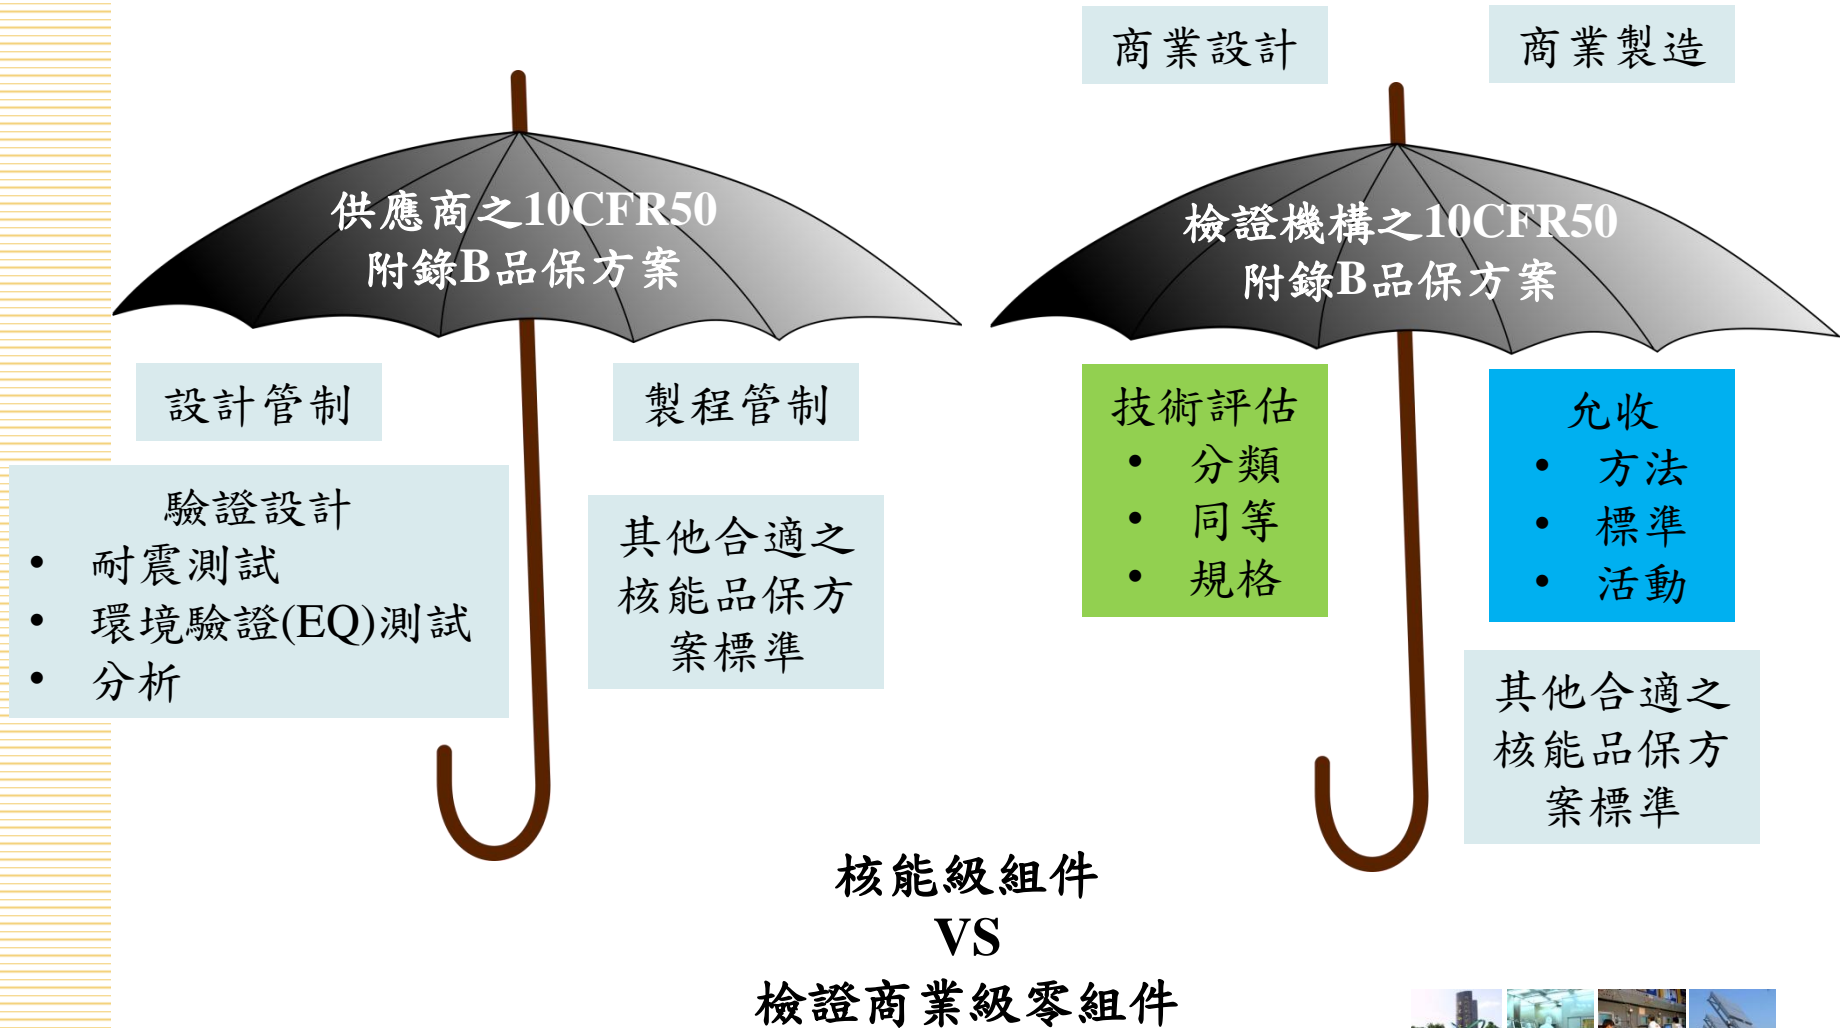 供應商之10CFR50
附錄B品保方案
設計管制
製程管制
驗證設計
• 耐震測試
• 環境驗證(EQ)測試
• 分析
其他合適之
核能品保方
案標準
商業設計
商業製造
檢證機構之10CFR50
附錄B品保方案
技術評估
• 分類
• 同等
• 規格
允收
• 方法
• 標準
• 活動
其他合適之
核能品保方
案標準
核能級組件
VS
檢證商業級零組件